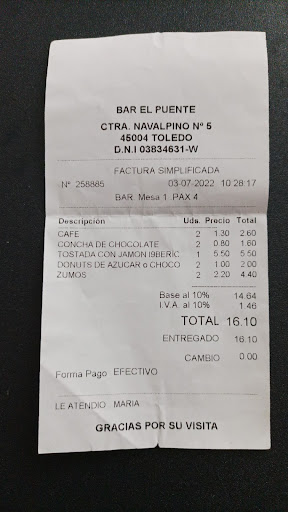 BAR EL PUENTE
CTRA. NAVALPINO Nº 5
45004 TOLEDO
D.N.I 03834631-W
FACTURA SIMPLIFICADA
Nº 258885 03-07-2022 10:28:17
BAR. Mesa 1 PAX 4
Descripción Uds. Precio Total
CAFE 2 1.30 2.60
CONCHA DE CHOCOLATE 2 0.80 1.60
TOSTADA CON JAMON I9BERIC 1 5.50 5.50
DONUTS DE AZUCAR o CHOCO 2 1.00 2.00
ZUMOS 2 2.20 4.40
Base al 10% 14.64
I.V.A. al 10% 1.46
TOTAL 16.10
ENTREGADO 16.10
CAMBIO 0.00
Forma Pago EFECTIVO
LE ATENDIO MARIA
GRACIAS POR SU VISITA